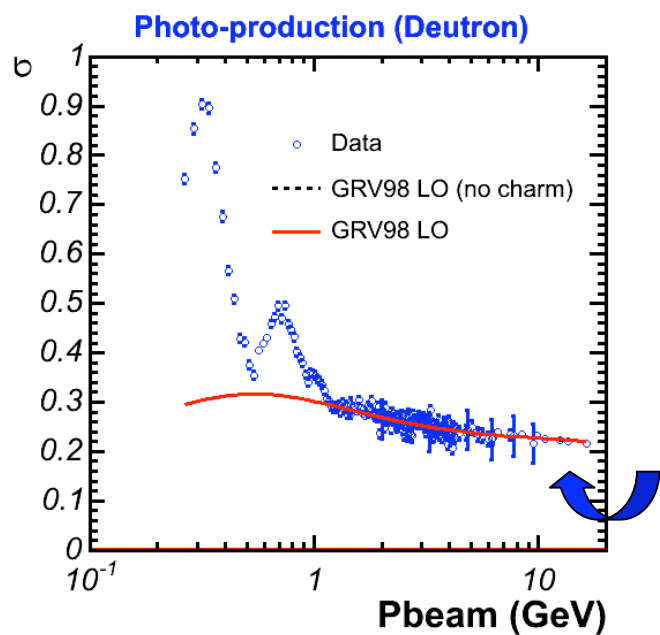 Photo-production (Deutron)
σ
1
0.9
0.8
0.7
0.6
0.5
0.4
0.3
0.2
0.1
0
Data
GRV98 LO (no charm)
GRV98 LO
10⁻¹ 1 10
Pbeam (GeV)